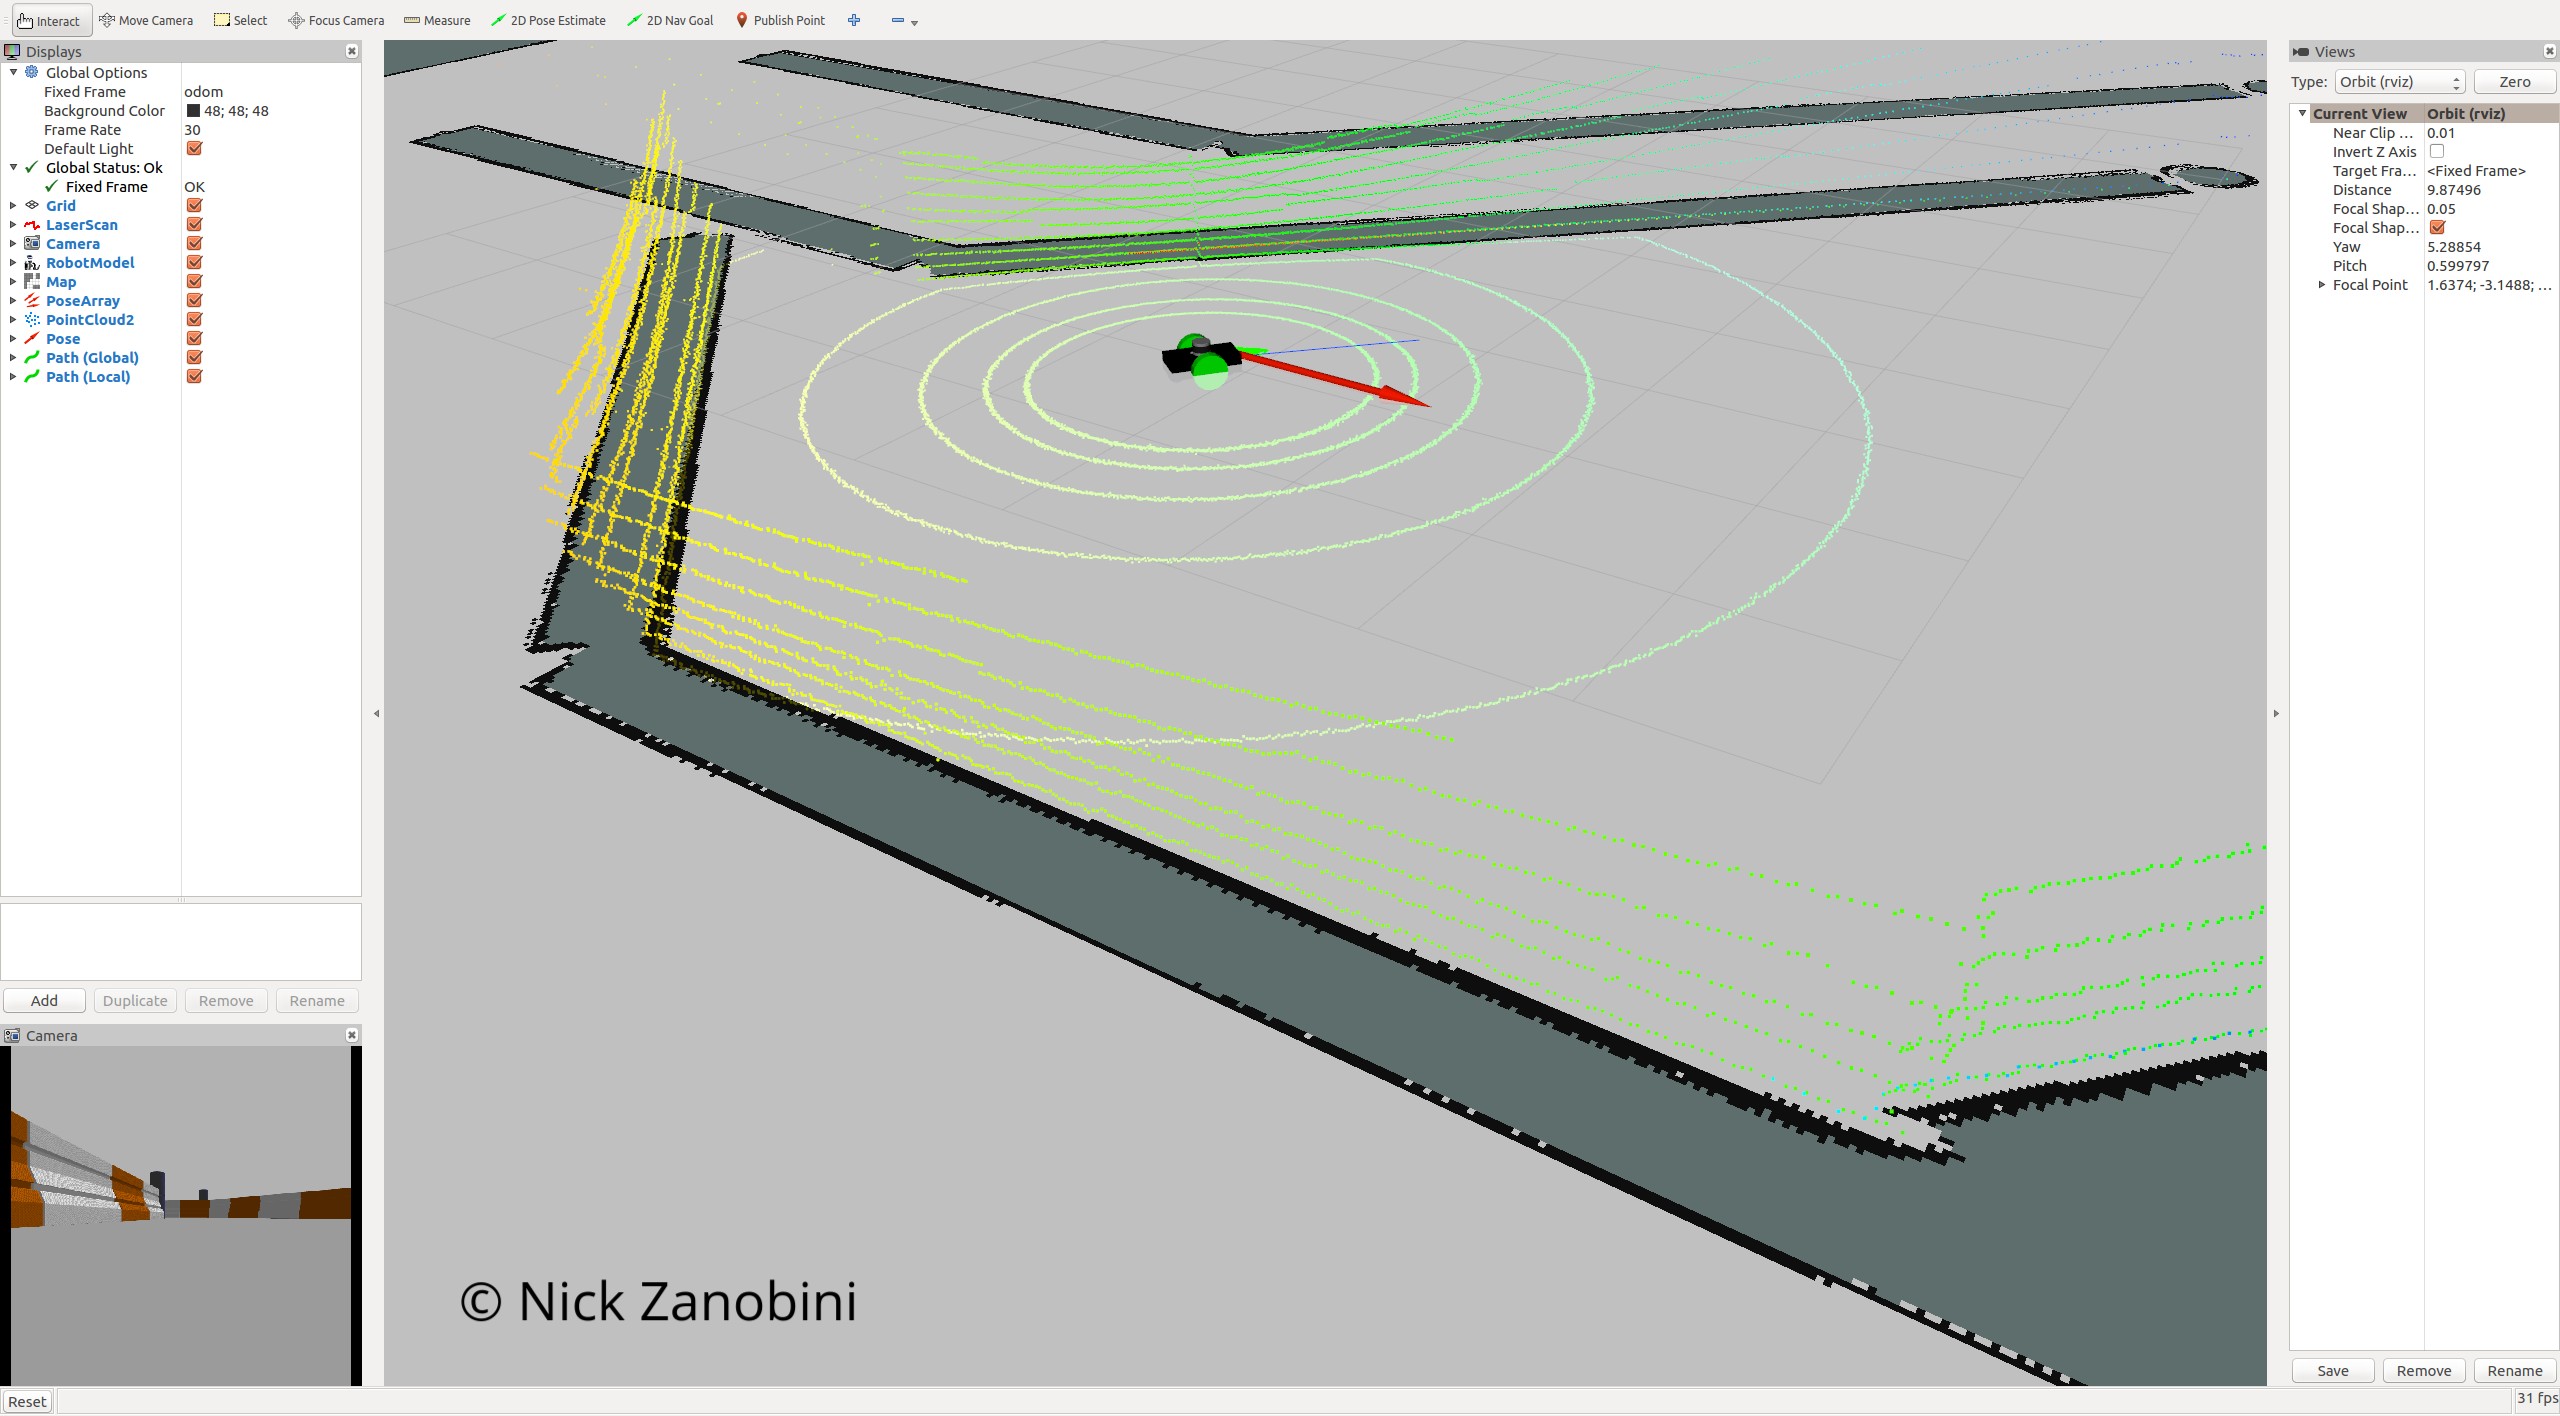 Interact Move Camera Select Focus Camera Measure 2D Pose Estimate 2D Nav Goal Publish Point
Displays
Global Options
Fixed Frame odom
Background Color 48; 48; 48
Frame Rate 30
Default Light
Global Status: Ok
Fixed Frame OK
Grid
LaserScan
Camera
RobotModel
Map
PoseArray
PointCloud2
Pose
Path (Global)
Path (Local)
Add Duplicate Remove Rename
Camera
© Nick Zanobini
Views
Type: Orbit (rviz) Zero
Current View Orbit (rviz)
Near Clip ... 0.01
Invert Z Axis
Target Fra... <Fixed Frame>
Distance 9.87496
Focal Shap... 0.05
Focal Shap...
Yaw 5.28854
Pitch 0.599797
Focal Point 1.6374; -3.1488; ...
Save Remove Rename
Reset 31 fps